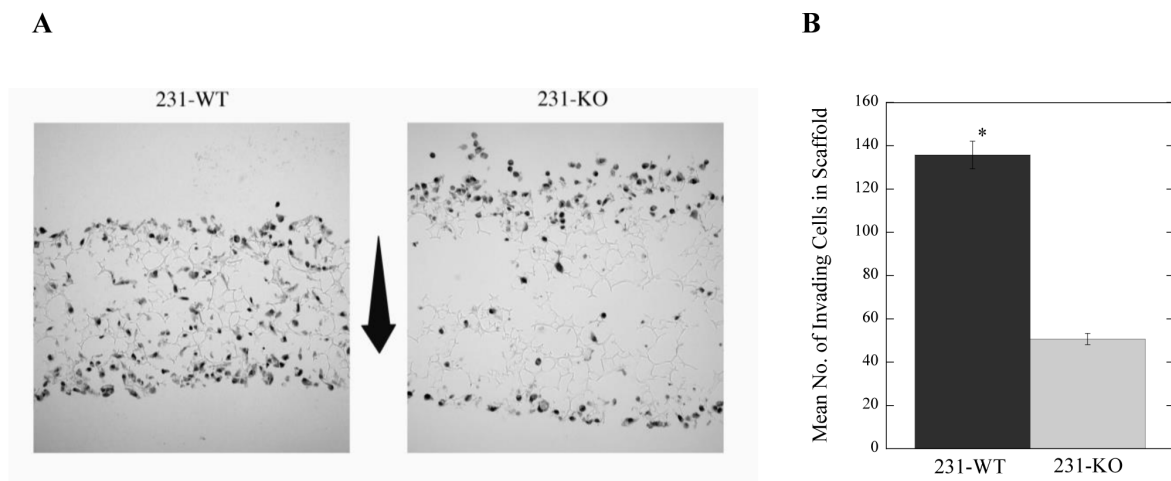 A
231-WT
231-KO
B
Mean No. of Invading Cells in Scaffold
160
140
120
100
80
60
40
20
0
*
231-WT
231-KO